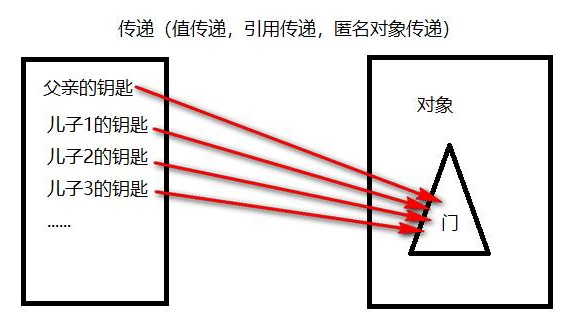 传递（值传递，引用传递，匿名对象传递）
父亲的钥匙
儿子1的钥匙
儿子2的钥匙
儿子3的钥匙
......
对象
门